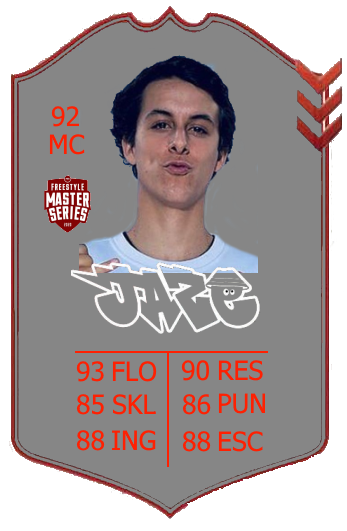 92
MC
FREESTYLE
MASTER
SERIES
JAZE
93 FLO
90 RES
85 SKL
86 PUN
88 ING
88 ESC